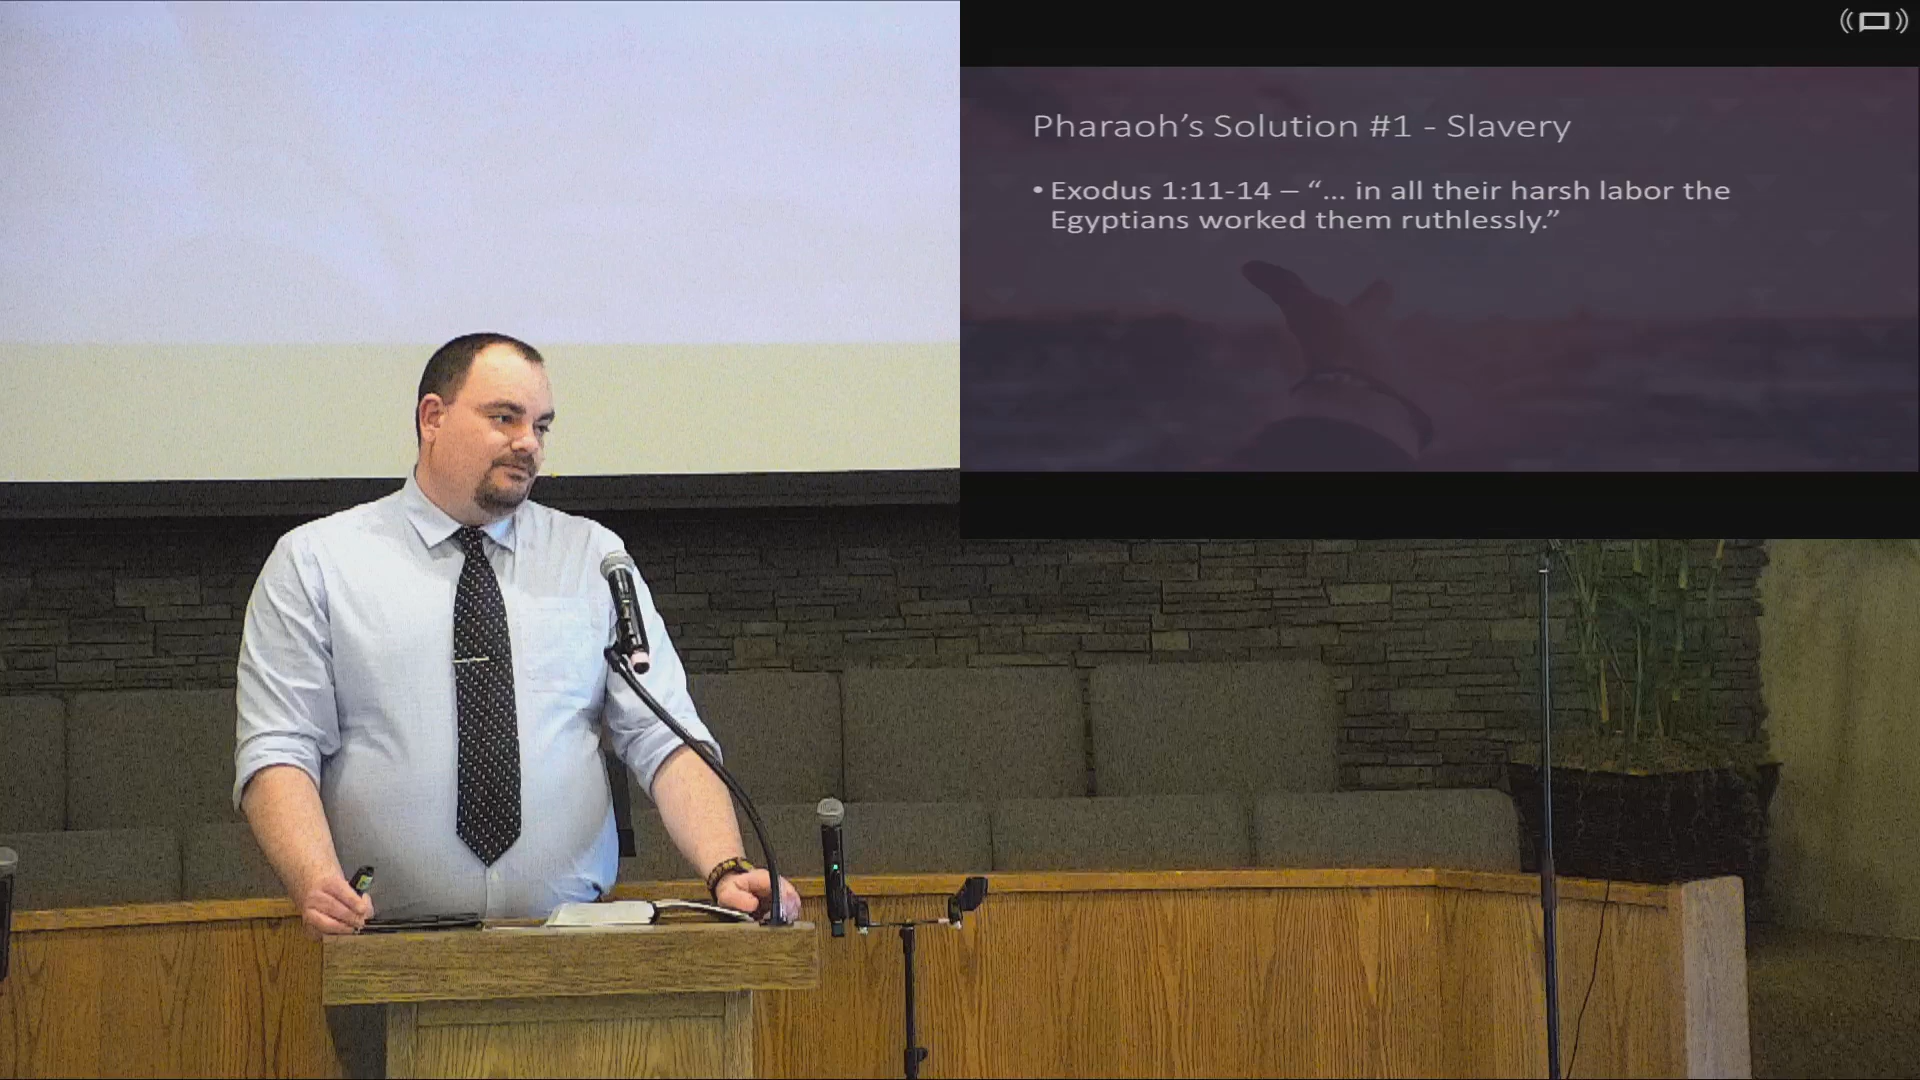 Pharaoh’s Solution #1 - Slavery
• Exodus 1:11-14 – “... in all their harsh labor the
Egyptians worked them ruthlessly.”